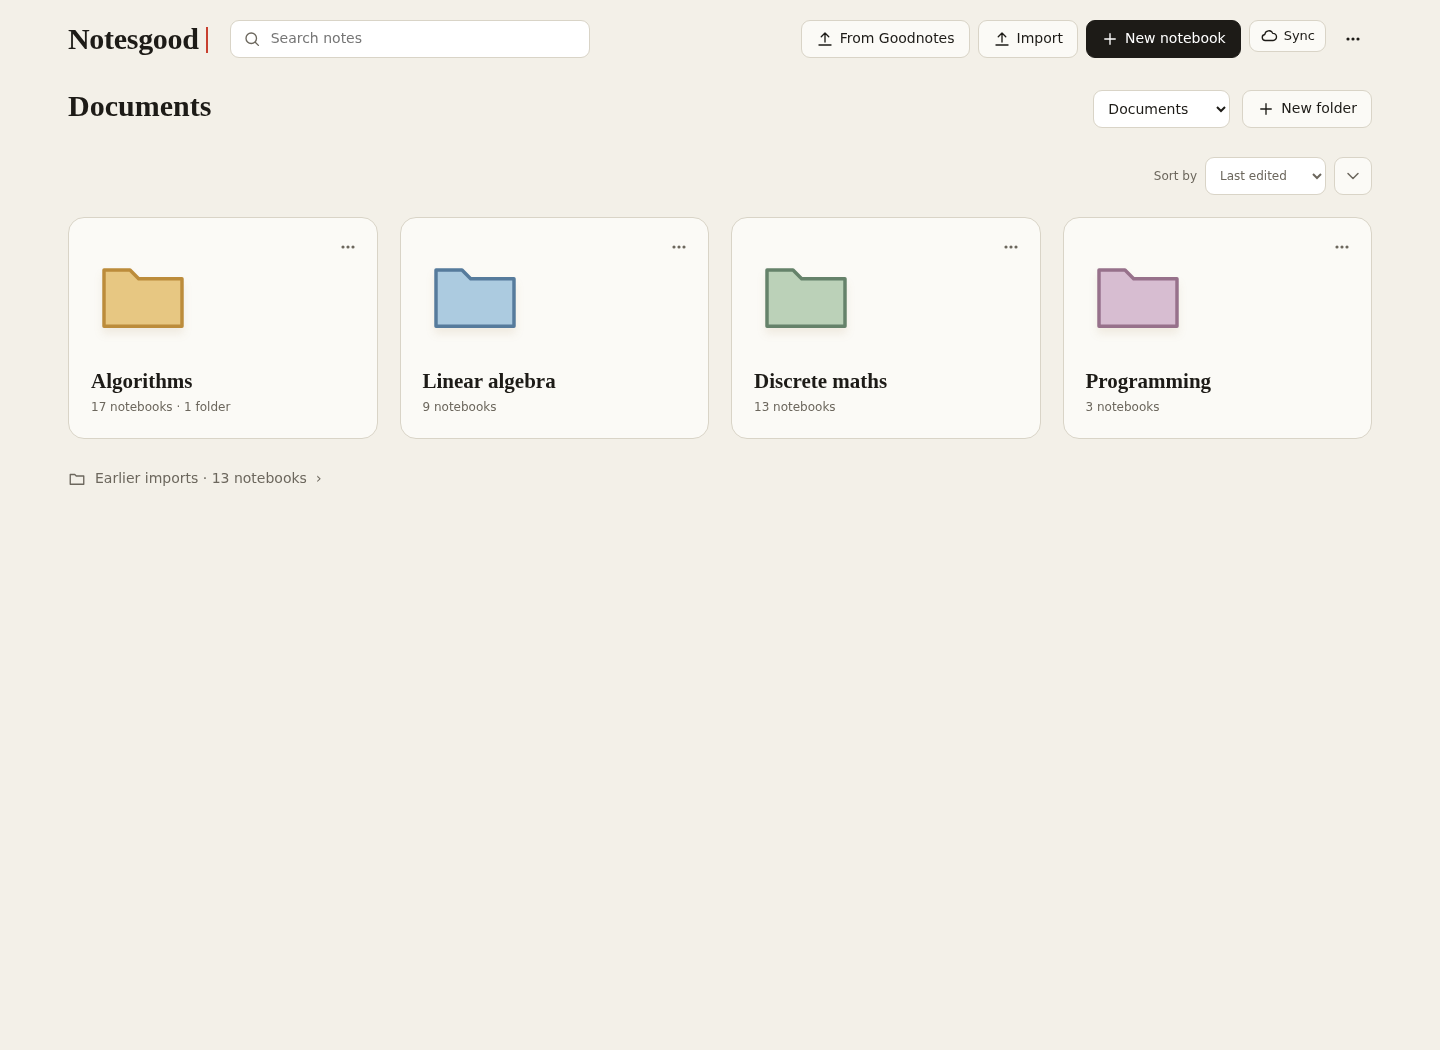 Notesgood
Search notes
From Goodnotes
Import
New notebook
Sync
Documents
Documents
New folder
Sort by
Last edited
Algorithms
17 notebooks · 1 folder
Linear algebra
9 notebooks
Discrete maths
13 notebooks
Programming
3 notebooks
Earlier imports · 13 notebooks ›